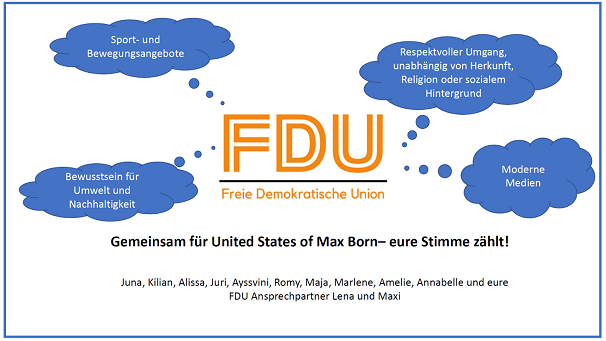 Sport- und
Bewegungsangebote
Respektvoller Umgang,
unabhängig von Herkunft,
Religion oder sozialem
Hintergrund
FDU
Freie Demokratische Union
Bewusstsein für
Umwelt und
Nachhaltigkeit
Moderne
Medien
Gemeinsam für United States of Max Born– eure Stimme zählt!
Juna, Kilian, Alissa, Juri, Ayssvini, Romy, Maja, Marlene, Amelie, Annabelle und eure
FDU Ansprechpartner Lena und Maxi